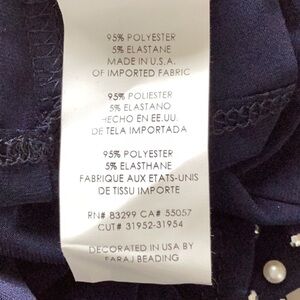 95% POLYESTER
5% ELASTANE
MADE IN U.S.A.
OF IMPORTED FABRIC
95% POLIESTER
5% ELASTANO
HECHO EN EE.UU.
DE TELA IMPORTADA
95% POLYESTER
5% ELASTHANE
FABRIQUE AUX ETATS-UNIS
DE TISSU IMPORTE
RN# 83299 CA# 55057
CUT# 31952-31954
DECORATED IN USA BY
FARAJ BEADING